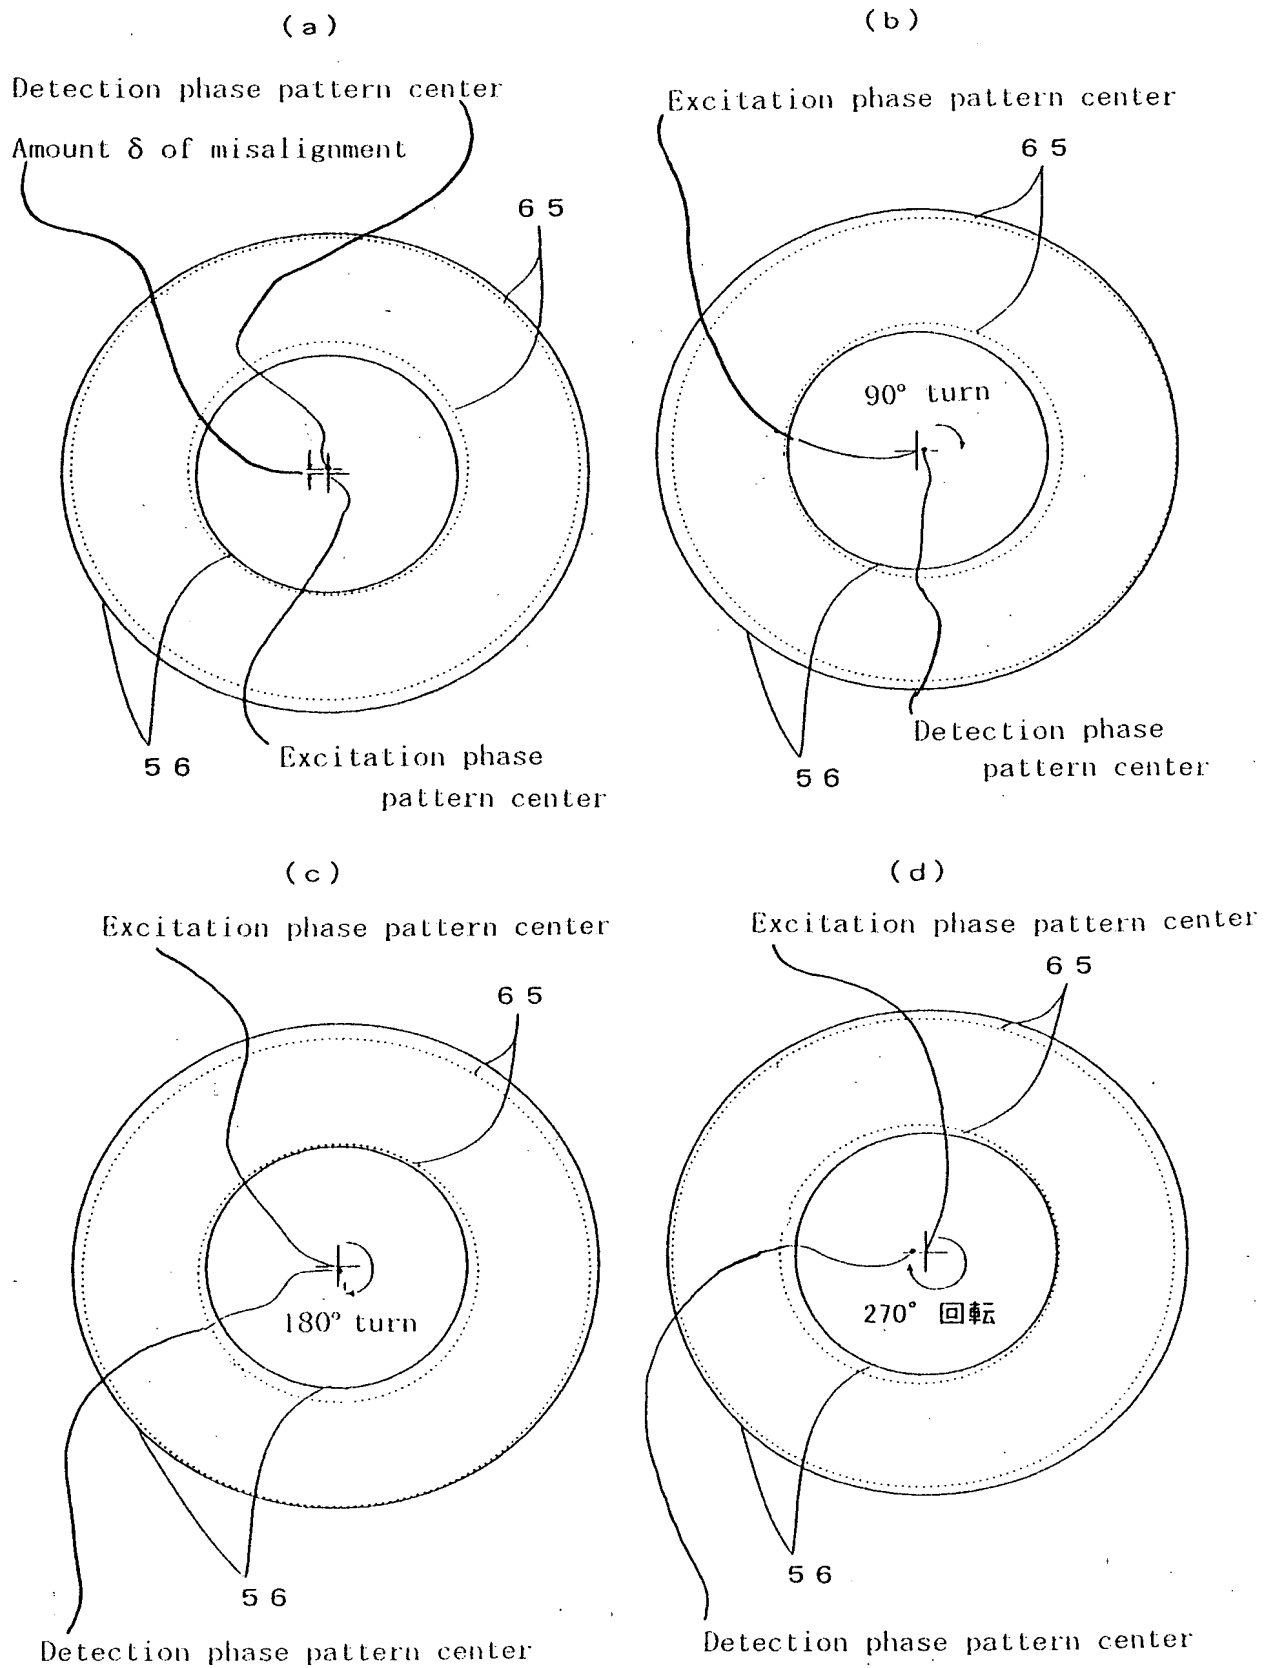 (a)
Detection phase pattern center
Amount δ of misalignment
65
56
Excitation phase
pattern center
(b)
Excitation phase pattern center
65
90° turn
Detection phase
pattern center
56
(c)
Excitation phase pattern center
65
180° turn
56
Detection phase pattern center
(d)
Excitation phase pattern center
65
270° 回転
56
Detection phase pattern center